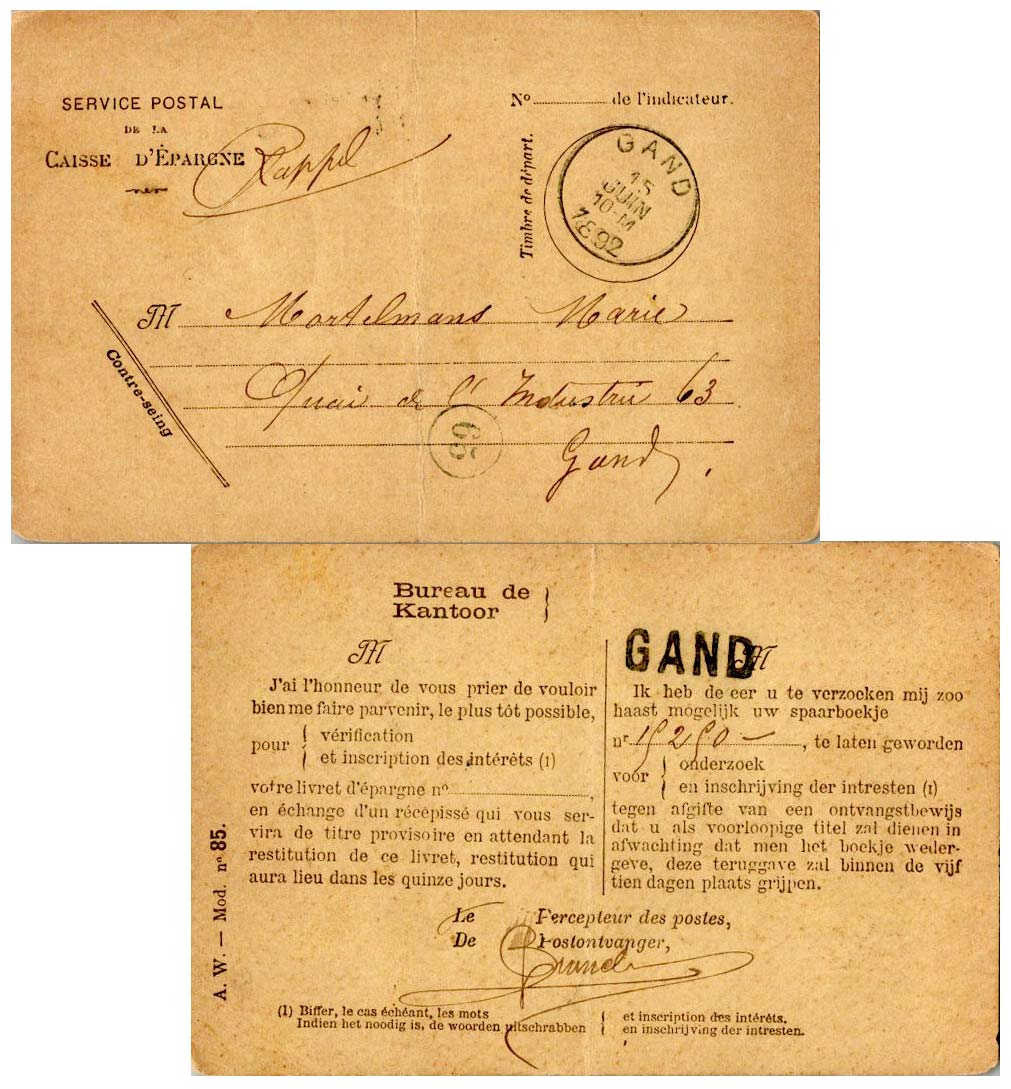 SERVICE POSTAL
DE LA
CAISSE D'ÉPARGNE
Rappel
No ............ de l'indicateur.
Timbre de départ.
GAND
15
JUIN
10-M
1892
M Mortelmans Marie
Quai de l'Industrie 63
Gand.
65
Contre-seing
Bureau de
Kantoor
GAND
M
J'ai l'honneur de vous prier de vouloir
bien me faire parvenir, le plus tôt possible,
pour { vérification
et inscription des intérêts (1)
votre livret d'épargne no ............,
en échange d'un récépissé qui vous ser-
vira de titre provisoire en attendant la
restitution de ce livret, restitution qui
aura lieu dans les quinze jours.
M
Ik heb de eer u te verzoeken mij zoo
haast mogelijk uw spaarboekje
nr. 15250 —, te laten geworden
voor { onderzoek
en inschrijving der intresten (1)
tegen afgifte van een ontvangstbewijs
dat u als voorloopige titel zal dienen in
afwachting dat men het boekje weder-
geve, deze teruggave zal binnen de vijf
tien dagen plaats grijpen.
Le Percepteur des postes,
De Postontvanger,
(1) Biffer, le cas échéant, les mots { et inscription des intérêts.
Indien het noodig is, de woorden uitschrabben { en inschrijving der intresten.
A. W. — Mod. no. 85.